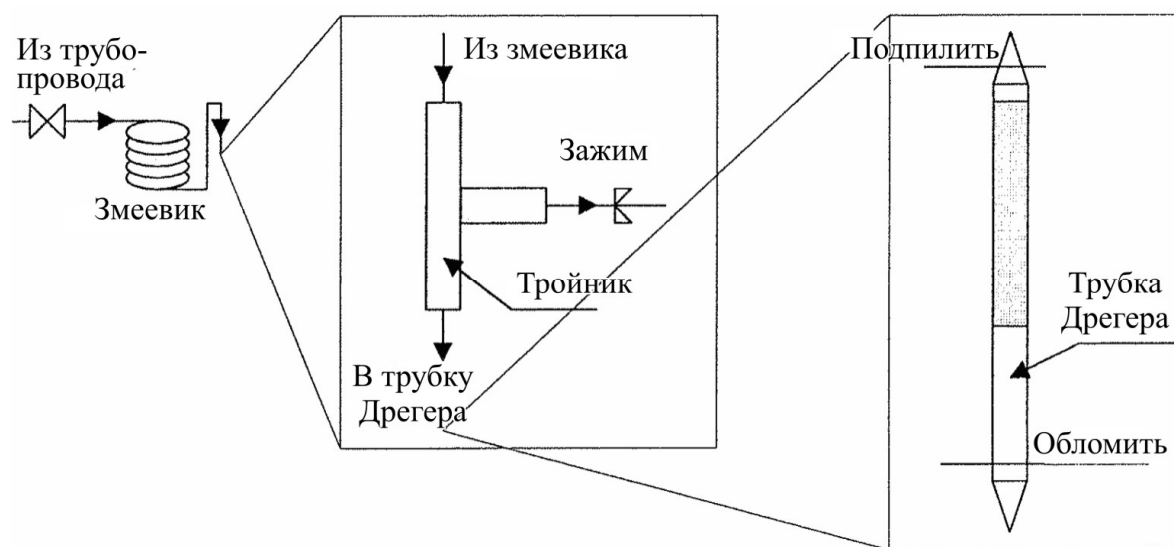 Из трубо-
провода
Змеевик
Из змеевика
Зажим
Тройник
В трубку
Дрегера
Подпилить
Трубка
Дрегера
Обломить